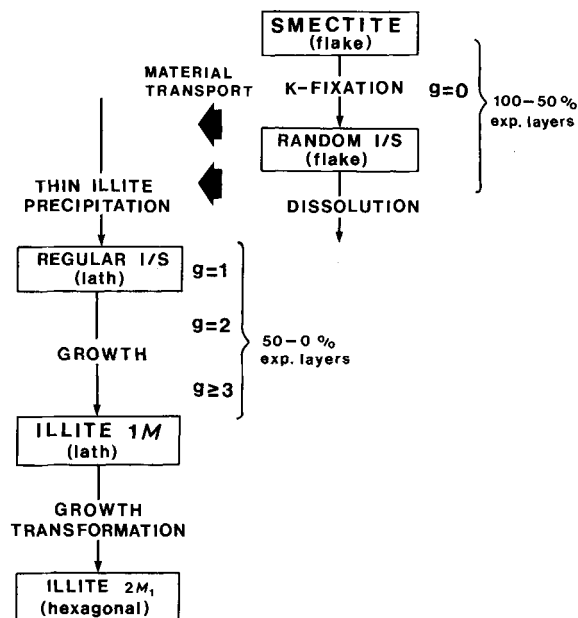 SMECTITE
(flake)
MATERIAL
TRANSPORT
K-FIXATION
g=0
100-50 %
exp. layers
RANDOM I/S
(flake)
THIN ILLITE
PRECIPITATION
DISSOLUTION
REGULAR I/S
(lath)
g=1
g=2
50-0 %
exp. layers
GROWTH
g≥3
ILLITE 1M
(lath)
GROWTH
TRANSFORMATION
ILLITE 2M₁
(hexagonal)